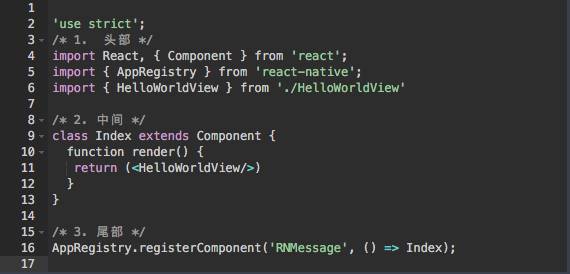 1
2 'use strict';
3 /* 1.  头部 */
4 import React, { Component } from 'react';
5 import { AppRegistry } from 'react-native';
6 import { HelloWorldView } from './HelloWorldView'
7
8 /* 2. 中间 */
9 class Index extends Component {
10   function render() {
11    return (<HelloWorldView/>)
12   }
13 }
14
15 /* 3. 尾部 */
16 AppRegistry.registerComponent('RNMessage', () => Index);
17